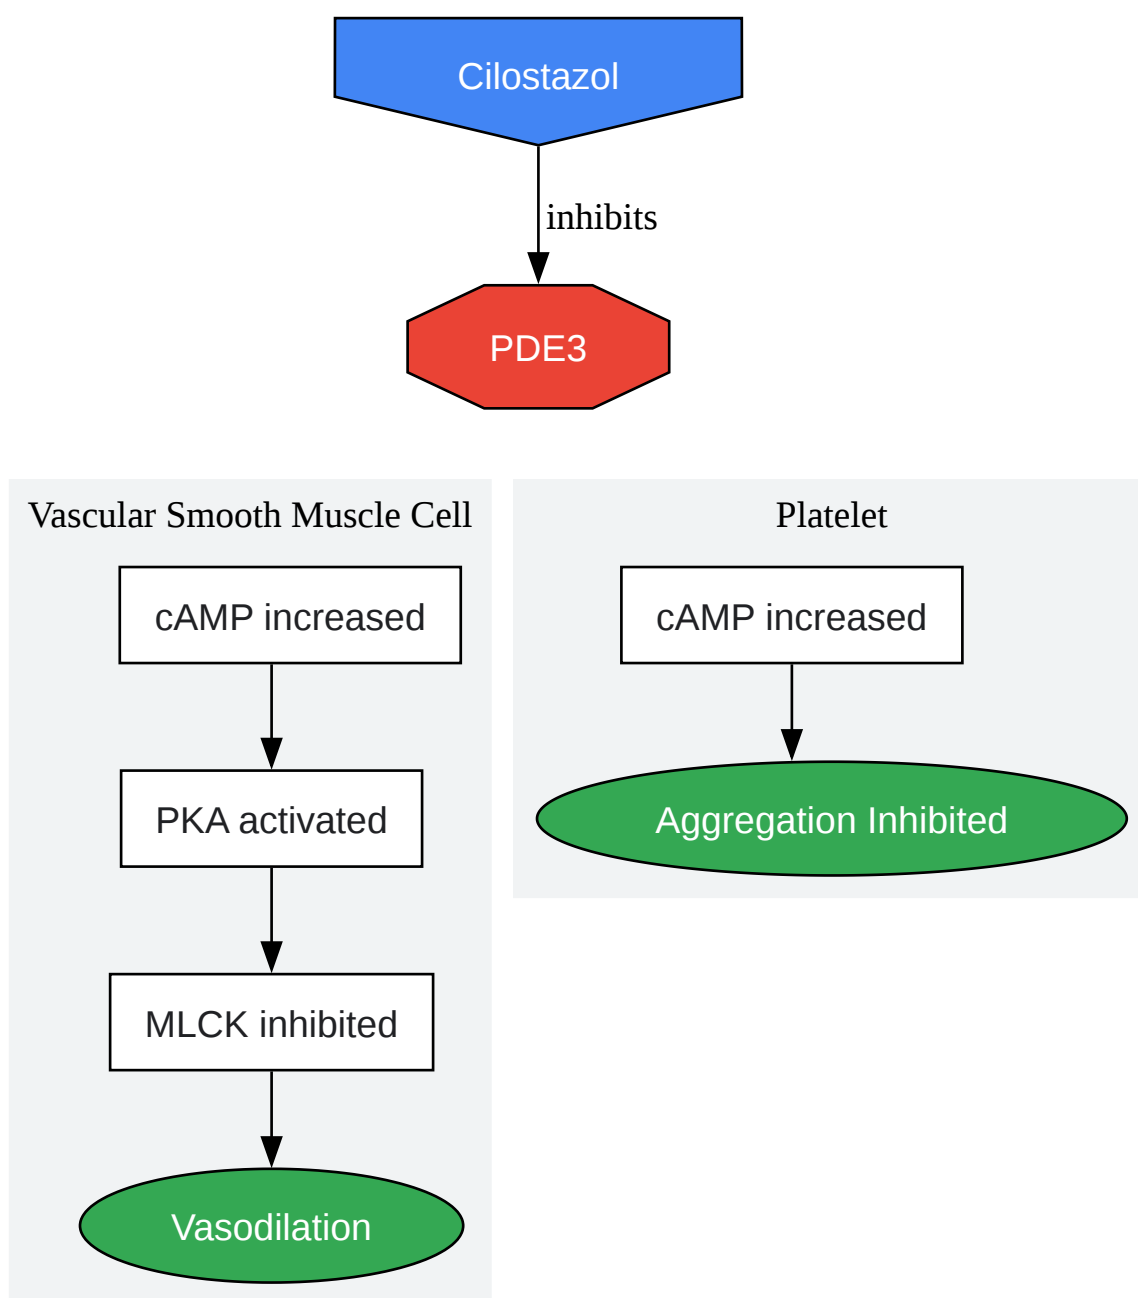 Cilostazol
inhibits
PDE3
Vascular Smooth Muscle Cell
cAMP increased
PKA activated
MLCK inhibited
Vasodilation
Platelet
cAMP increased
Aggregation Inhibited